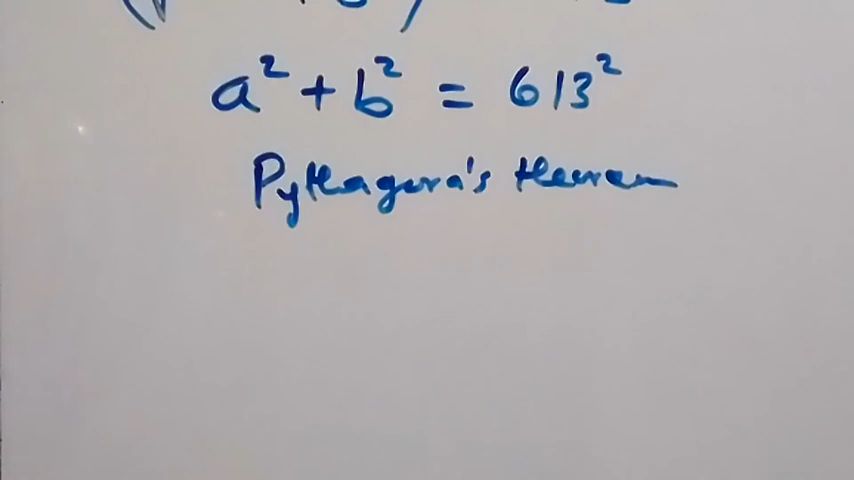 a² + b² = 613²
Pythagora's theorem